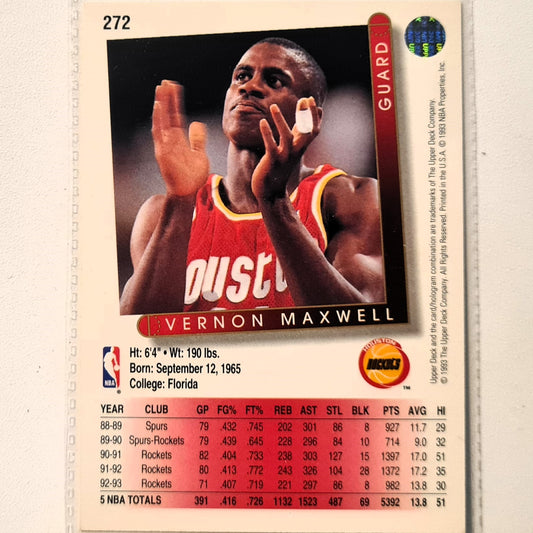 272
GUARD
Houston
VERNON MAXWELL
Upper Deck and the card/hologram combination are trademarks of The Upper Deck Company.
© 1993 The Upper Deck Company. All Rights Reserved. Printed in the U.S.A. © 1993 NBA Properties, Inc.
NBA
Ht: 6'4" • Wt: 190 lbs.
Born: September 12, 1965
College: Florida
HOUSTON
ROCKETS
TM
YEAR CLUB GP FG% FT% REB AST STL BLK PTS AVG HI
88-89 Spurs 79 .432 .745 202 301 86 8 927 11.7 29
89-90 Spurs-Rockets 79 .439 .645 228 296 84 10 714 9.0 32
90-91 Rockets 82 .404 .733 238 303 127 15 1397 17.0 51
91-92 Rockets 80 .413 .772 243 326 104 28 1372 17.2 35
92-93 Rockets 71 .407 .719 221 297 86 8 982 13.8 30
5 NBA TOTALS 391 .416 .726 1132 1523 487 69 5392 13.8 51